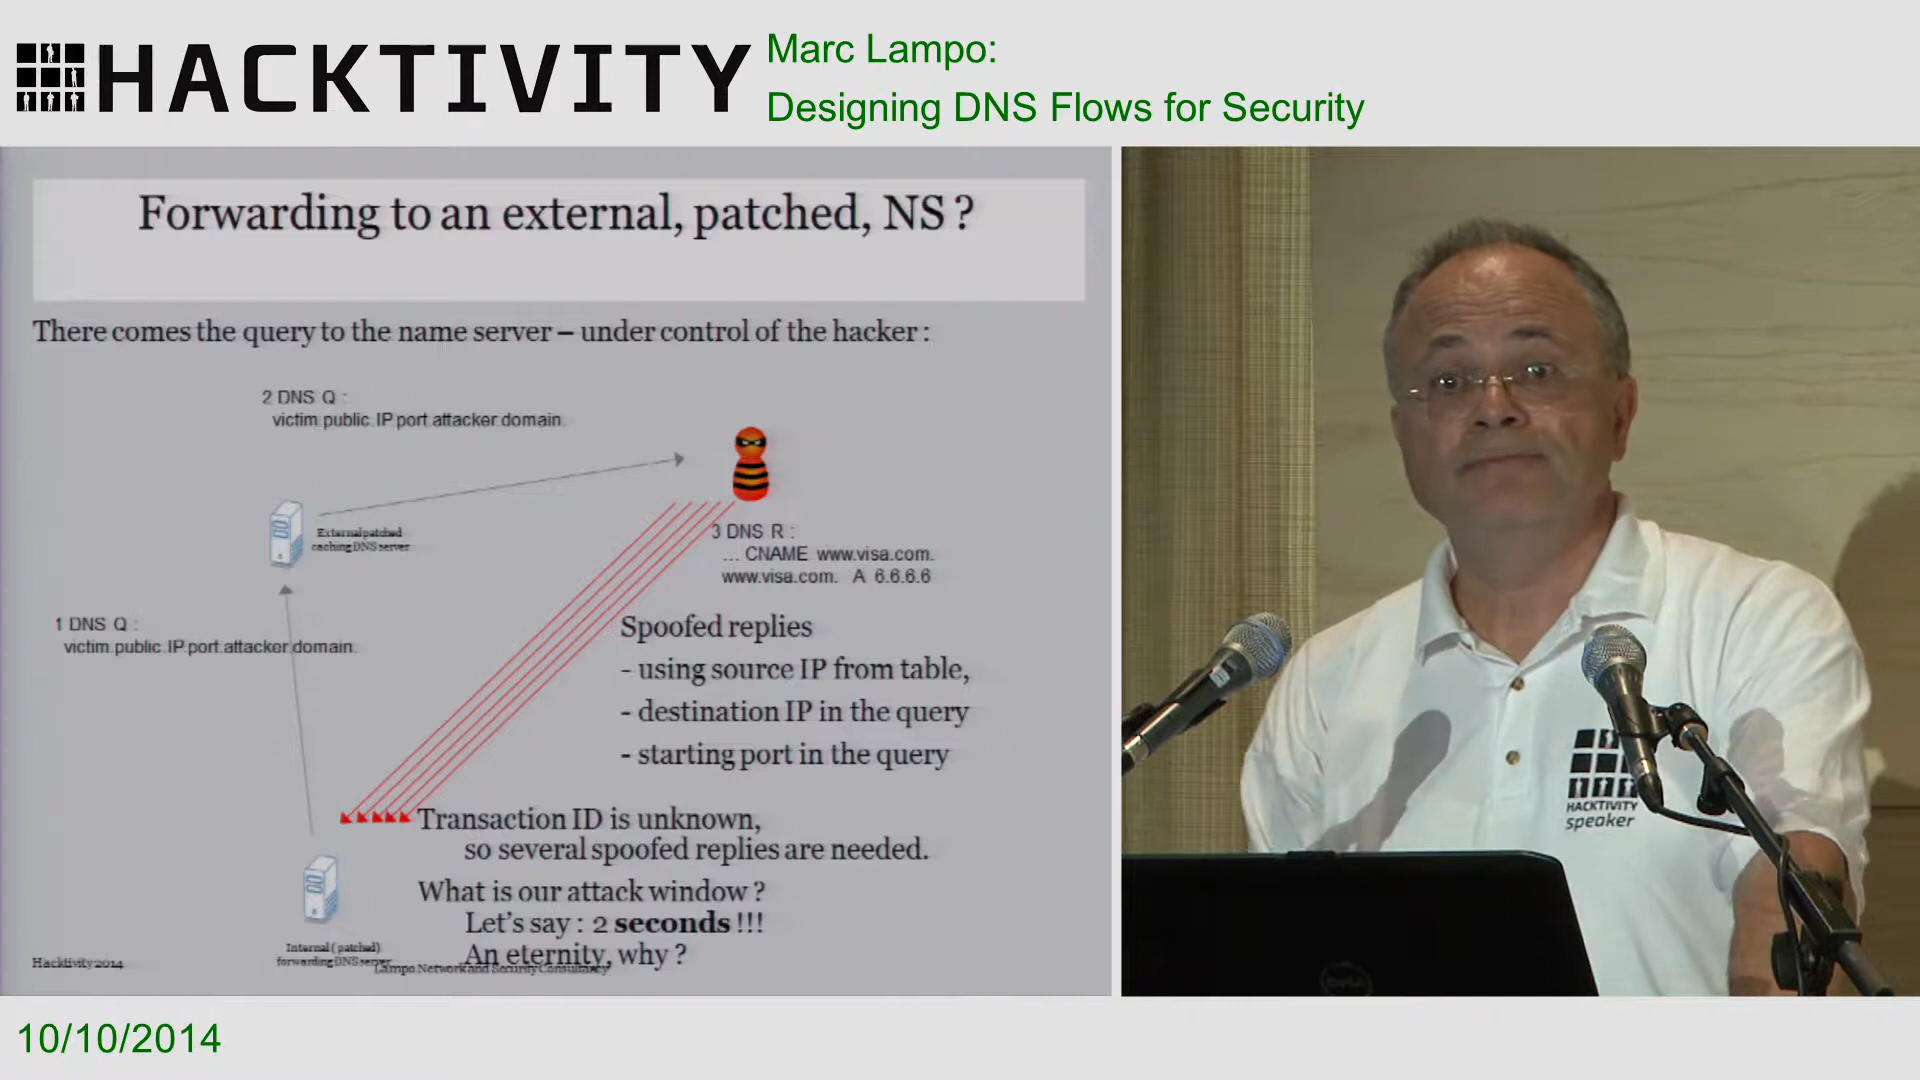 HACKTIVITY
Marc Lampo:
Designing DNS Flows for Security
Forwarding to an external, patched, NS ?
There comes the query to the name server – under control of the hacker :
2 DNS Q :
victim.public.IP.port.attacker.domain.
External patched
caching DNS server
3 DNS R :
... CNAME www.visa.com.
www.visa.com. A 6.6.6.6
1 DNS Q :
victim.public.IP.port.attacker.domain.
Spoofed replies
- using source IP from table,
- destination IP in the query
- starting port in the query
Transaction ID is unknown,
so several spoofed replies are needed.
What is our attack window ?
Let's say : 2 seconds !!!
An eternity, why ?
Internal ( patched)
forwarding DNS server
Hacktivity 2014
Lampo Network and Security Consultancy
HACKTIVITY
speaker
DELL
10/10/2014